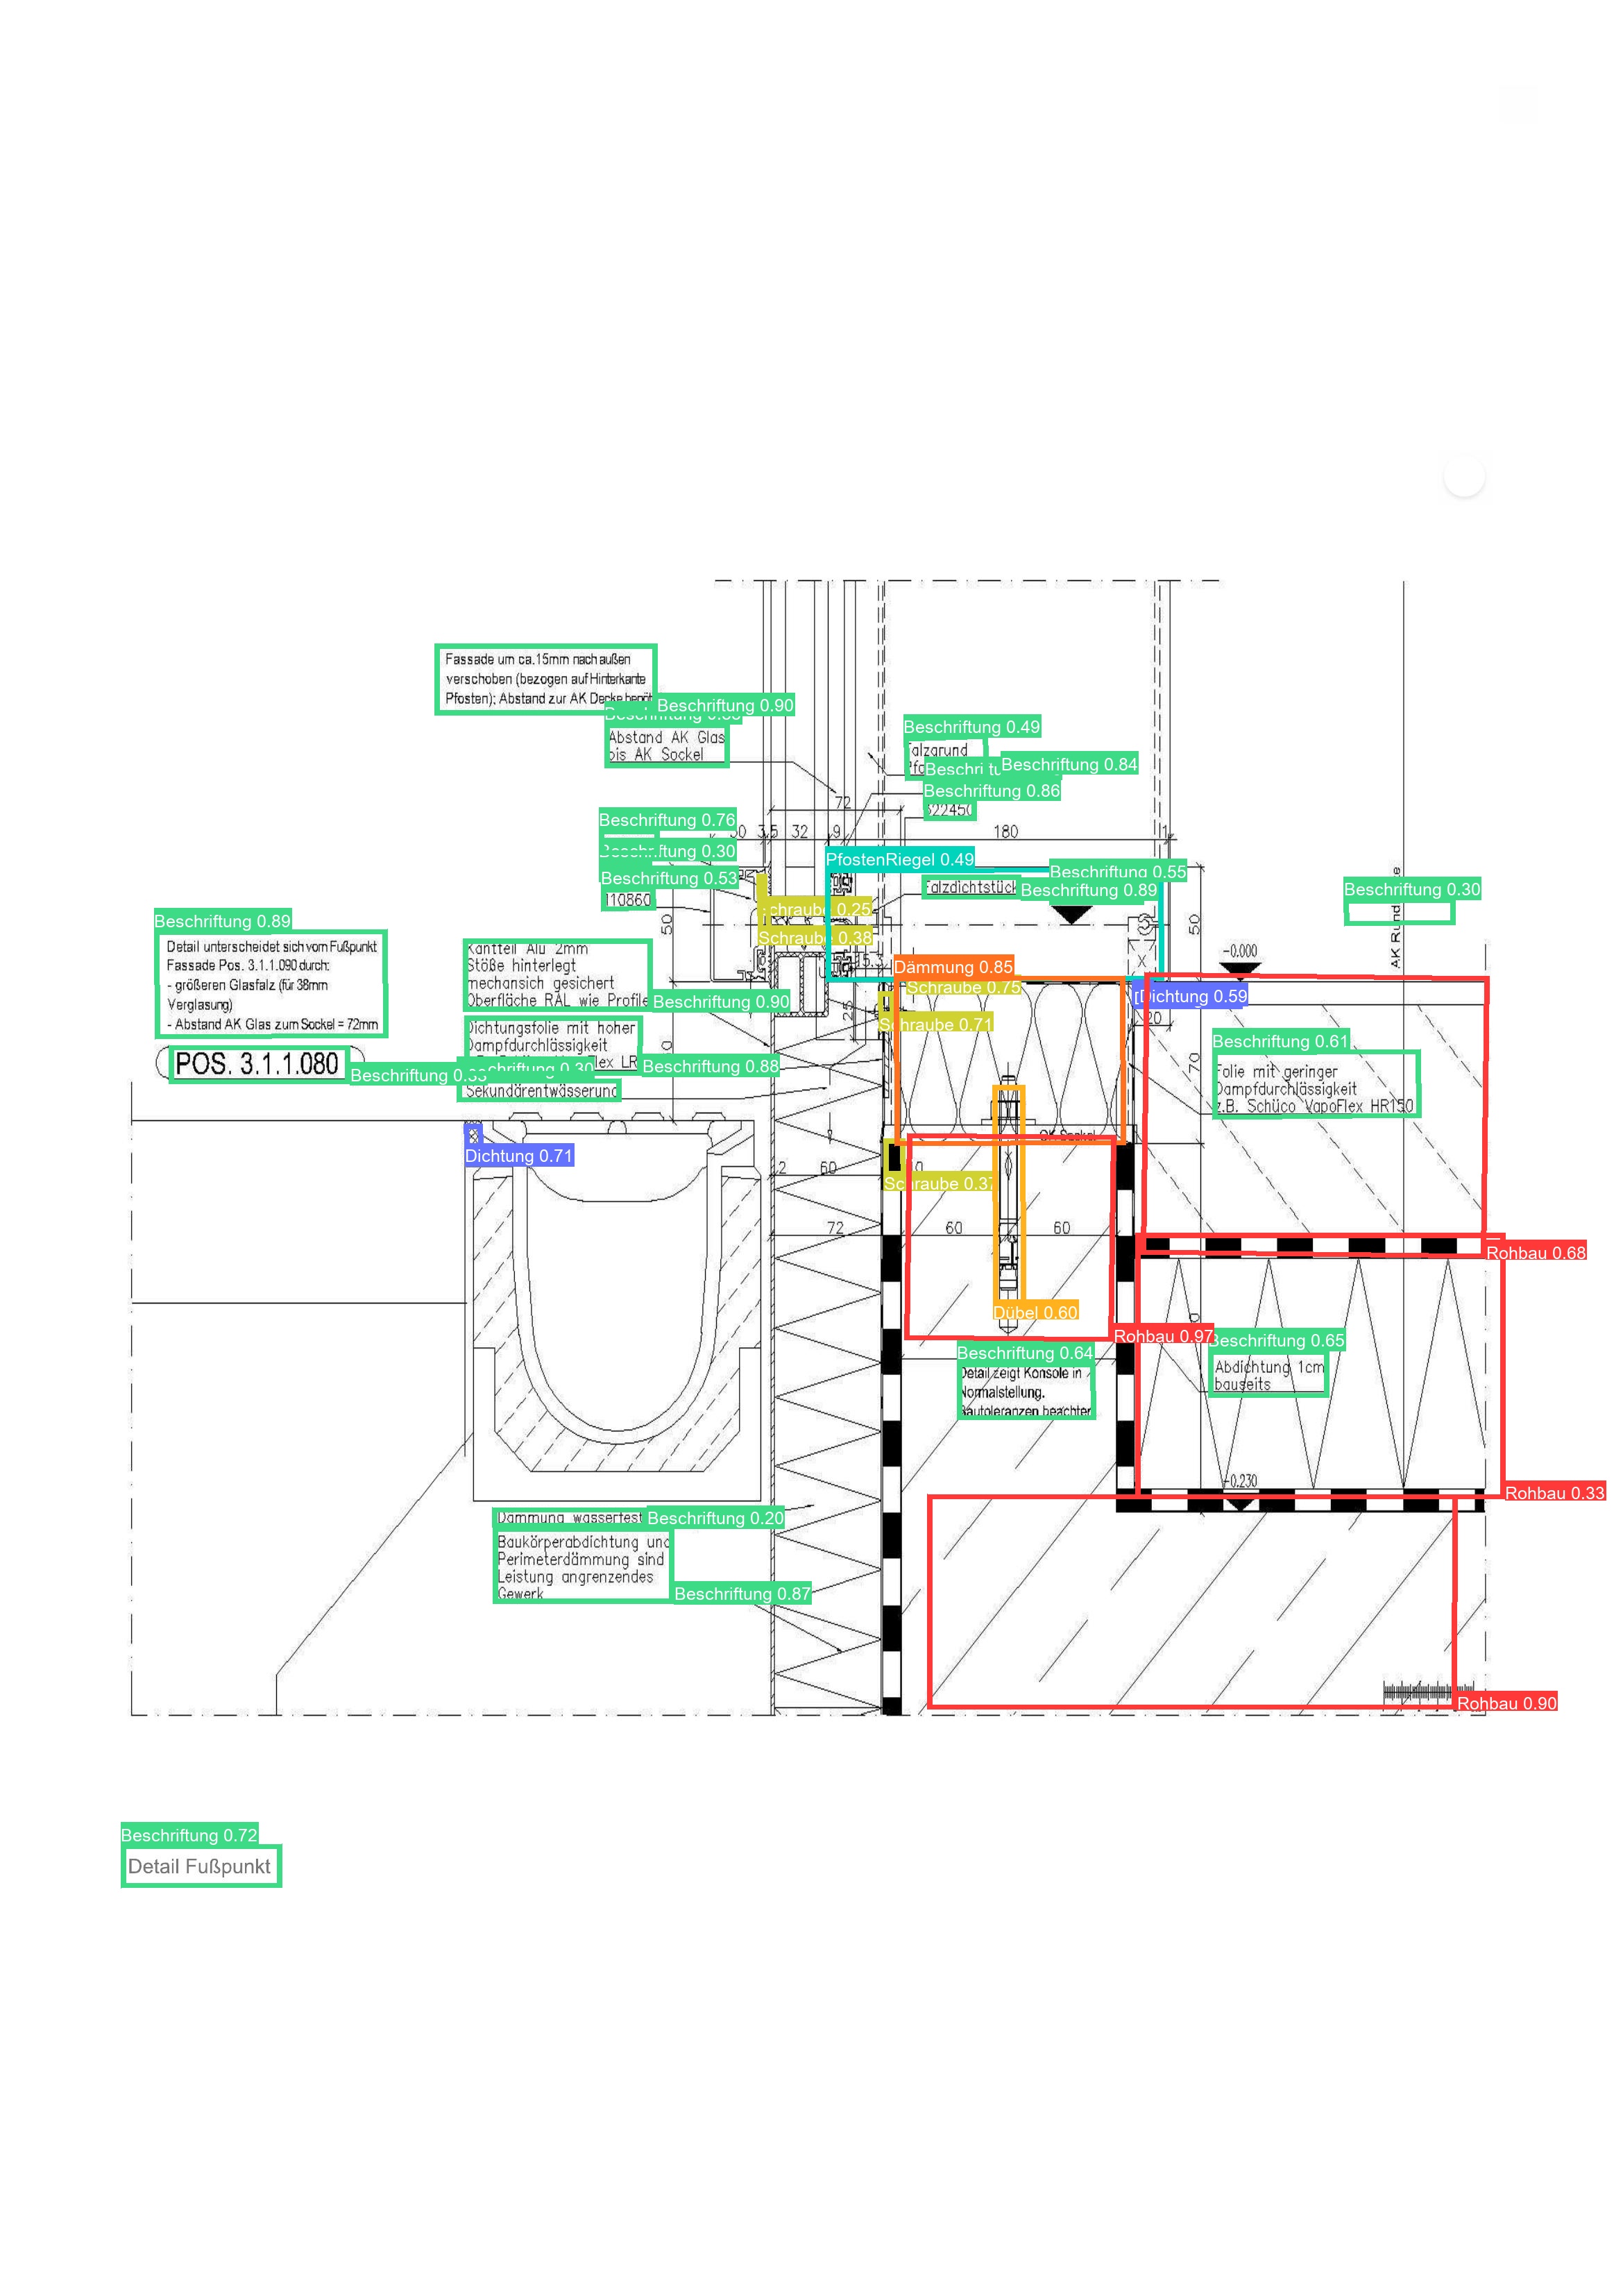 Fassade um ca.15mm nach außen
verschoben (bezogen auf Hinterkante
Pfosten); Abstand zur AK Decke
Beschriftung 0.90
Abstand AK Glas
bis AK Sockel
Beschriftung 0.49
Falzgrund
Beschriftung 0.84
Beschriftung 0.86
322450
72
Beschriftung 0.76
32 9 180 1
Beschriftung 0.30
Beschriftung 0.53
110860
PfostenRiegel 0.49
Beschriftung 0.55
Falzdichtstück
Beschriftung 0.89
Beschriftung 0.30
Schraube 0.25
Schraube 0.38
50
50
AK
-0.000
Beschriftung 0.89
Detail unterscheidet sich vom Fußpunkt
Fassade Pos. 3.1.1.090 durch:
- größeren Glasfalz (für 38mm
Verglasung)
- Abstand AK Glas zum Sockel = 72mm
POS. 3.1.1.080
Kantteil Alu 2mm
Stöße hinterlegt
mechansich gesichert
Oberfläche RAL wie Profile
Beschriftung 0.90
Dichtungsfolie mit hoher
Dampfdurchlässigkeit
Flex LR
Beschriftung 0.88
Beschriftung
Beschriftung 0.30
Sekundärentwässerung
Dämmung 0.85
Schraube 0.75
Schraube 0.71
25
Dichtung 0.59
20
70
Beschriftung 0.61
Folie mit geringer
Dampfdurchlässigkeit
z.B. Schüco VapoFlex HR150
OK Sockel
Dichtung 0.71
2 60
Schraube 0.37
72 60 60
Rohbau 0.68
Dübel 0.60
Rohbau 0.97
Beschriftung 0.65
Abdichtung 1cm
bauseits
Beschriftung 0.64
Detail zeigt Konsole in
Normalstellung.
Bautoleranzen beachten
-0.230
Rohbau 0.33
Dämmung wasserfest
Beschriftung 0.20
Baukörperabdichtung und
Perimeterdämmung sind
Leistung angrenzendes
Gewerk
Beschriftung 0.87
Rohbau 0.90
Beschriftung 0.72
Detail Fußpunkt